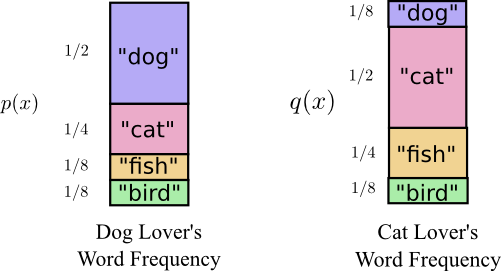 1/2
"dog"
p(x)
1/4
"cat"
1/8
"fish"
1/8
"bird"
Dog Lover's
Word Frequency
1/8
"dog"
1/2
"cat"
q(x)
1/4
"fish"
1/8
"bird"
Cat Lover's
Word Frequency